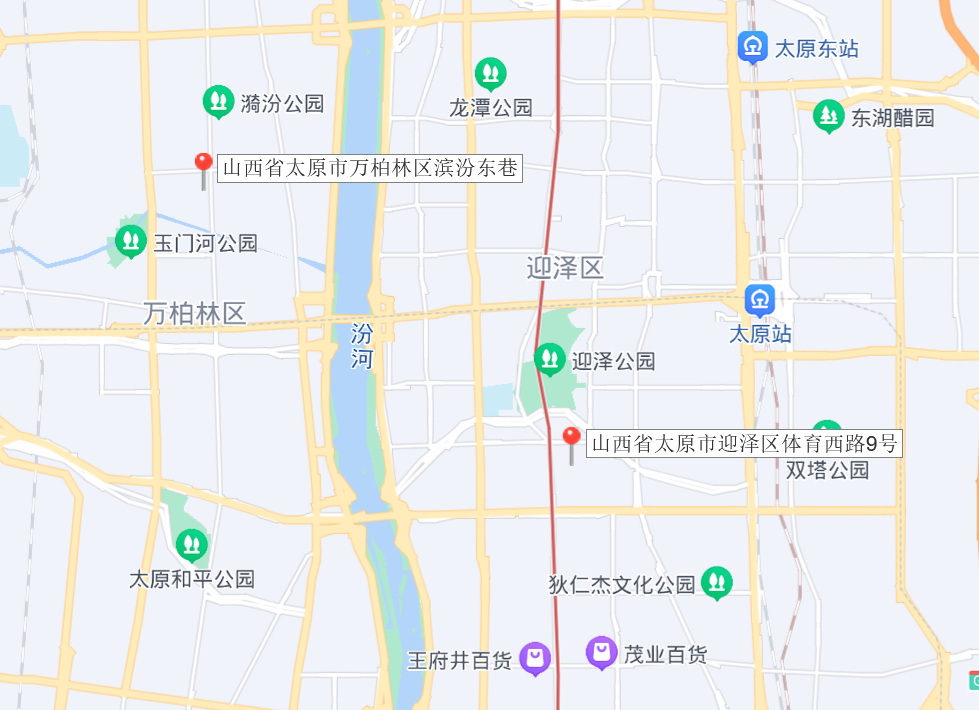 太原东站
漪汾公园
龙潭公园
东湖醋园
山西省太原市万柏林区滨汾东巷
玉门河公园
迎泽区
万柏林区
汾河
太原站
迎泽公园
山西省太原市迎泽区体育西路9号
双塔公园
太原和平公园
狄仁杰文化公园
王府井百货
茂业百货